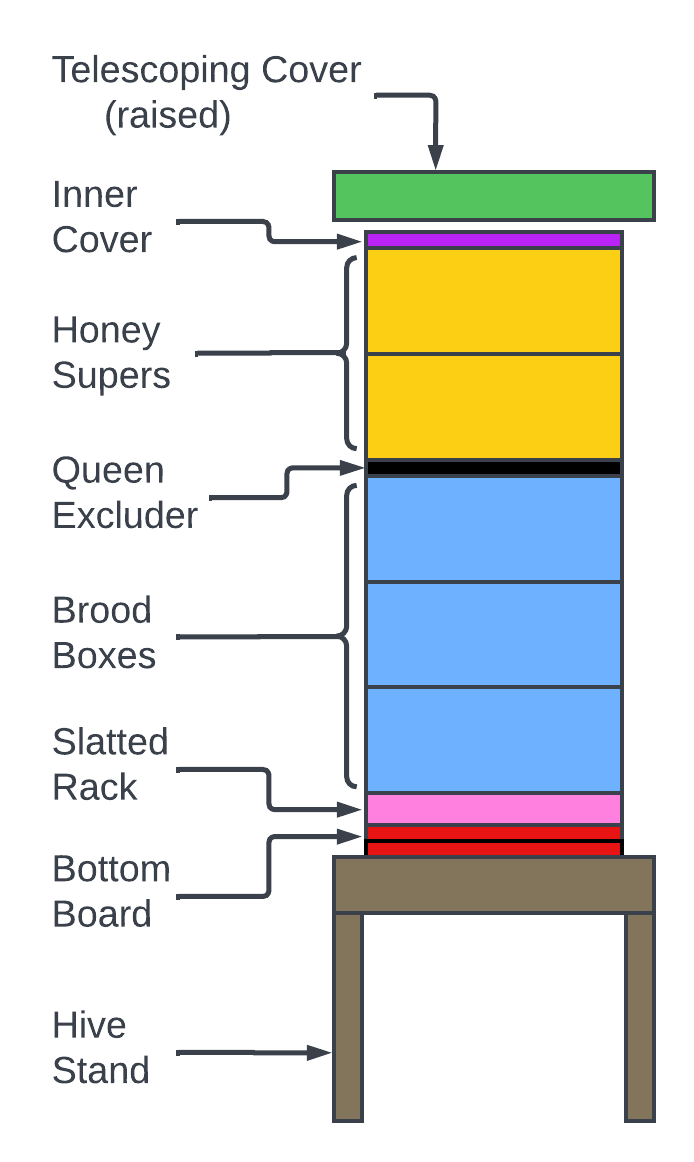 Telescoping Cover
(raised)
Inner
Cover
Honey
Supers
Queen
Excluder
Brood
Boxes
Slatted
Rack
Bottom
Board
Hive
Stand